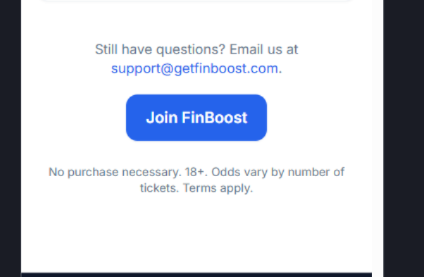 Still have questions? Email us at
support@getfinboost.com.
Join FinBoost
No purchase necessary. 18+. Odds vary by number of
tickets. Terms apply.